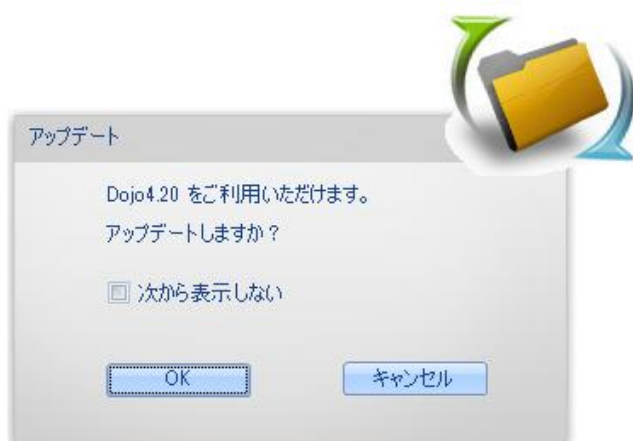 アップデート
Dojo4.20 をご利用いただけます。
アップデートしますか？
次から表示しない
OK
キャンセル